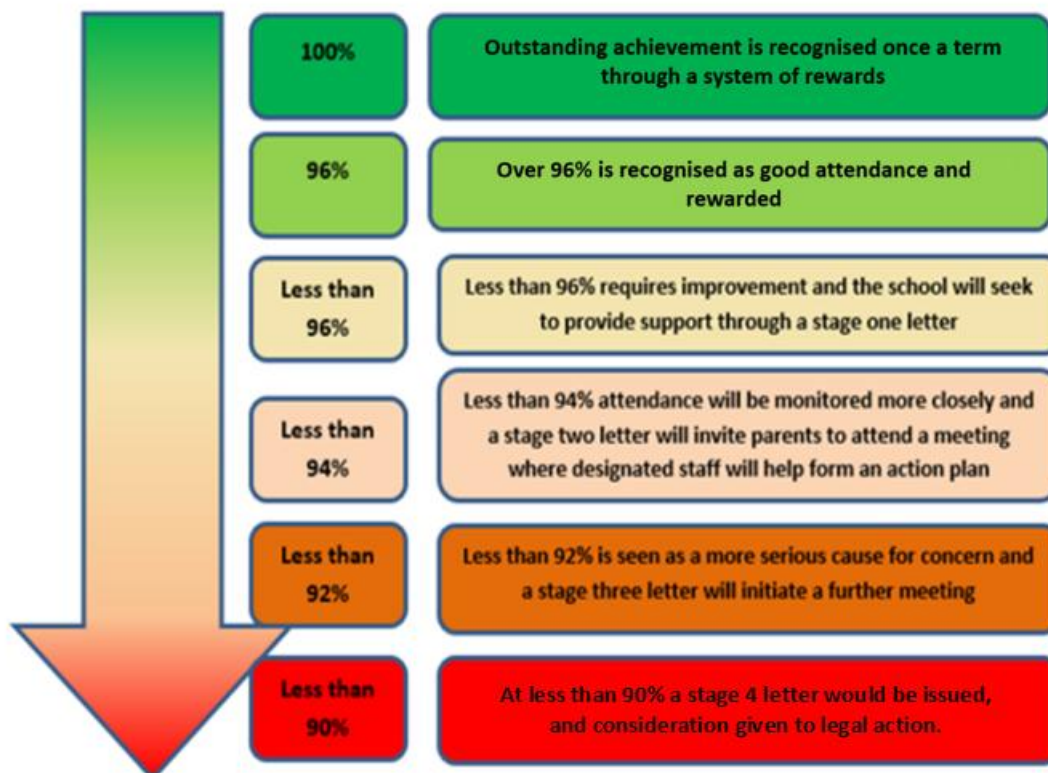 100%
Outstanding achievement is recognised once a term
through a system of rewards
96%
Over 96% is recognised as good attendance and
rewarded
Less than
96%
Less than 96% requires improvement and the school will seek
to provide support through a stage one letter
Less than
94%
Less than 94% attendance will be monitored more closely and
a stage two letter will invite parents to attend a meeting
where designated staff will help form an action plan
Less than
92%
Less than 92% is seen as a more serious cause for concern and
a stage three letter will initiate a further meeting
Less than
90%
At less than 90% a stage 4 letter would be issued,
and consideration given to legal action.